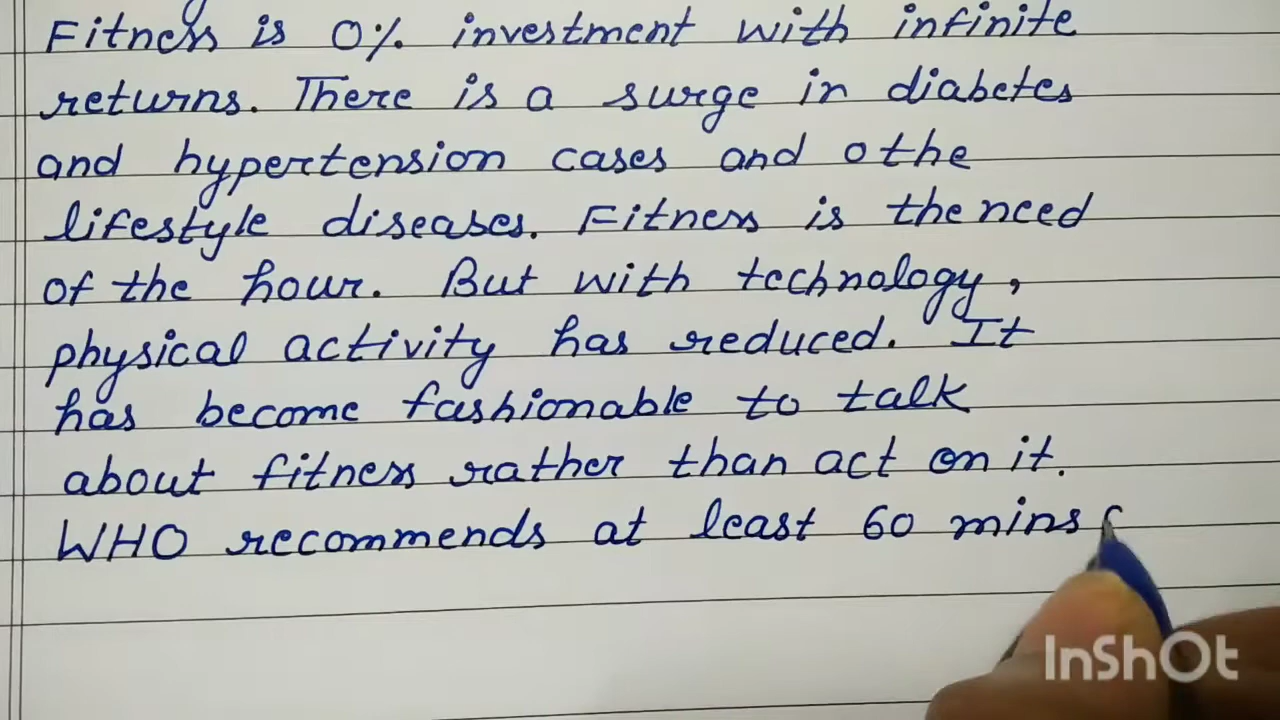 Fitness is 0% investment with infinite
returns. There is a surge in diabetes
and hypertension cases and othe
lifestyle diseases. Fitness is the need
of the hour. But with technology,
physical activity has reduced. It
has become fashionable to talk
about fitness rather than act on it.
WHO recommends at least 60 mins
InShOt